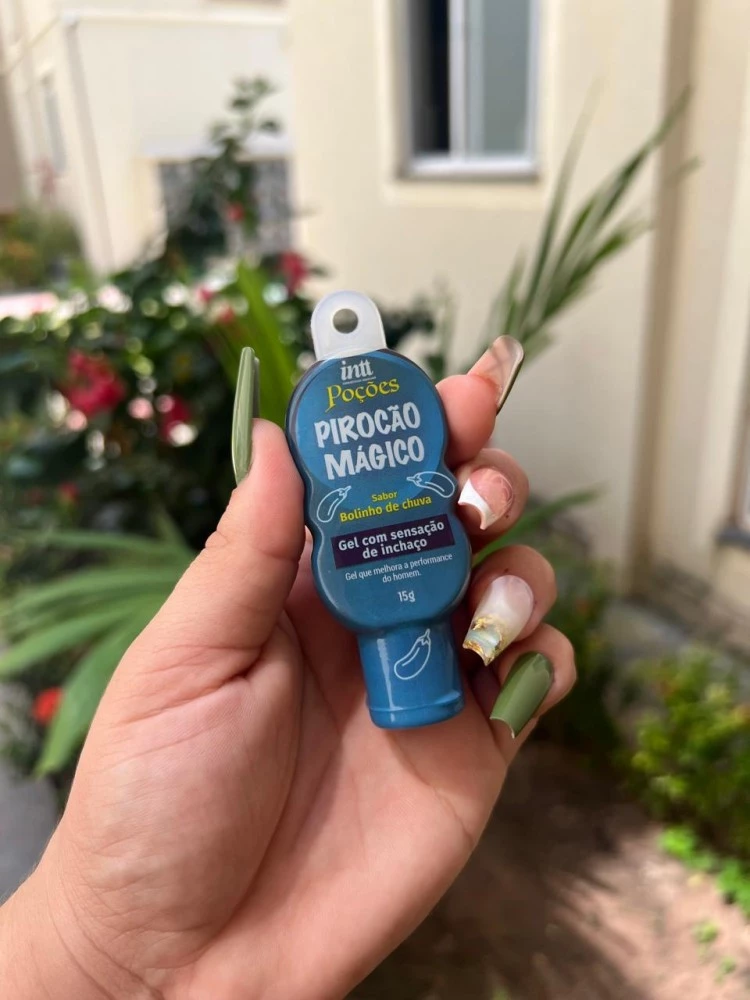 intt
Poções
PIROCÃO
MÁGICO
Sabor
Bolinho de chuva
Gel com sensação
de inchaço
Gel que melhora a performance
do homem.
15g